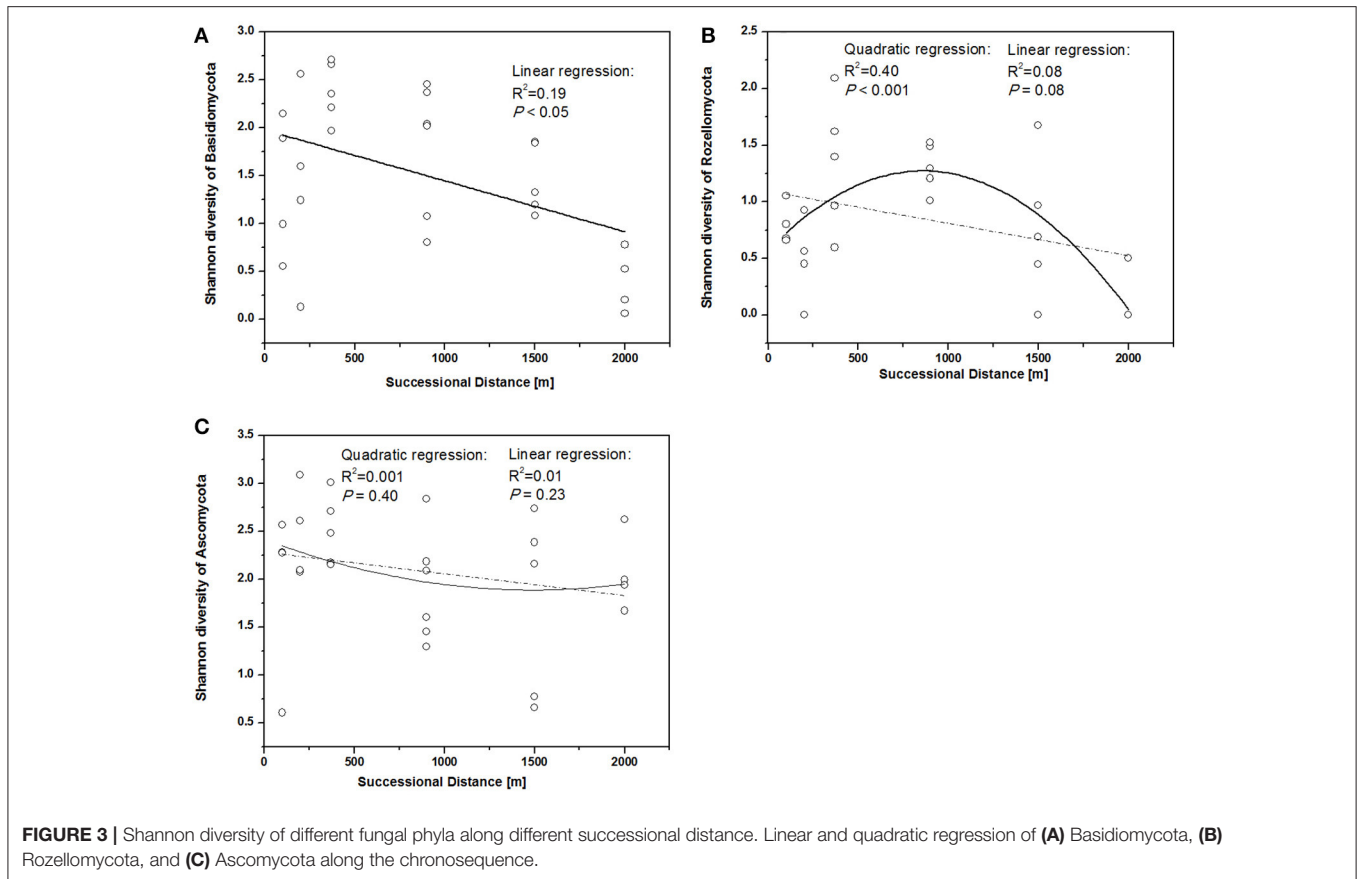 A
Shannon diversity of Basidiomycota
3.0
2.5
2.0
1.5
1.0
0.5
0.0
Linear regression:
R²=0.19
P < 0.05
0 500 1000 1500 2000
Successional Distance [m]
B
Shannon diversity of Rozellomycota
2.5
2.0
1.5
1.0
0.5
0.0
Quadratic regression: Linear regression:
R²=0.40 R²=0.08
P < 0.001 P = 0.08
0 500 1000 1500 2000
Successional Distance [m]
C
Shannon diversity of Ascomycota
3.5
3.0
2.5
2.0
1.5
1.0
0.5
Quadratic regression: Linear regression:
R²=0.001 R²=0.01
P = 0.40 P = 0.23
0 500 1000 1500 2000
Successional Distance [m]
FIGURE 3 | Shannon diversity of different fungal phyla along different successional distance. Linear and quadratic regression of (A) Basidiomycota, (B)
Rozellomycota, and (C) Ascomycota along the chronosequence.